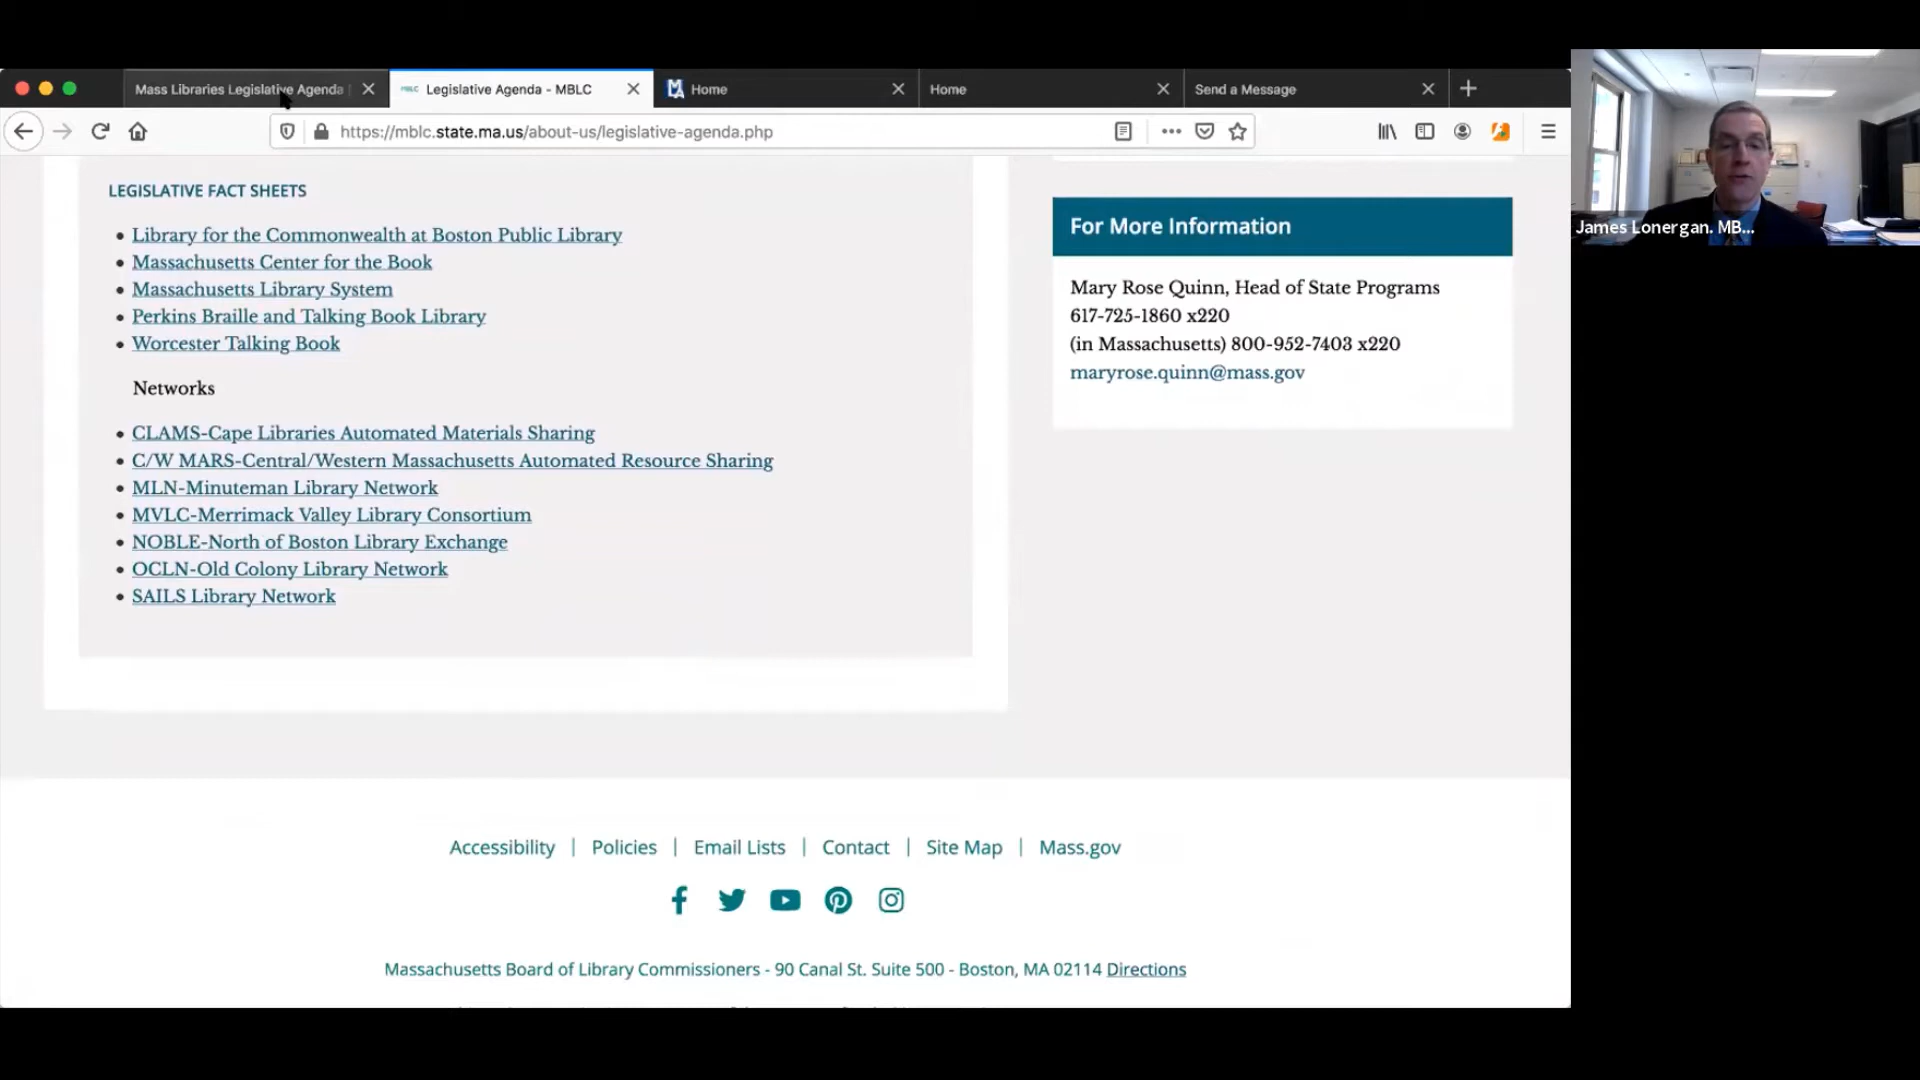 Mass Libraries Legislative Agenda
Legislative Agenda - MBLC
Home
Home
Send a Message
https://mblc.state.ma.us/about-us/legislative-agenda.php
James Lonergan. MB...
LEGISLATIVE FACT SHEETS
Library for the Commonwealth at Boston Public Library
Massachusetts Center for the Book
Massachusetts Library System
Perkins Braille and Talking Book Library
Worcester Talking Book
Networks
CLAMS-Cape Libraries Automated Materials Sharing
C/W MARS-Central/Western Massachusetts Automated Resource Sharing
MLN-Minuteman Library Network
MVLC-Merrimack Valley Library Consortium
NOBLE-North of Boston Library Exchange
OCLN-Old Colony Library Network
SAILS Library Network
For More Information
Mary Rose Quinn, Head of State Programs
617-725-1860 x220
(in Massachusetts) 800-952-7403 x220
maryrose.quinn@mass.gov
Accessibility | Policies | Email Lists | Contact | Site Map | Mass.gov
Massachusetts Board of Library Commissioners - 90 Canal St. Suite 500 - Boston, MA 02114 Directions